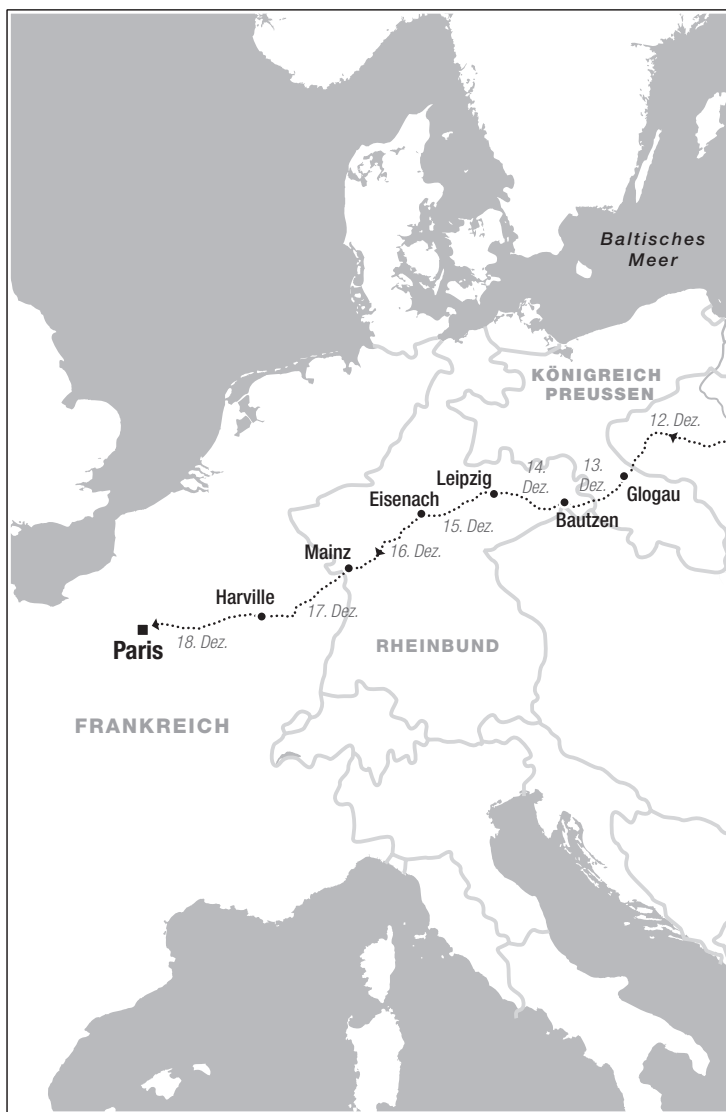 Baltisches
Meer
KÖNIGREICH
PREUSSEN
12. Dez.
13.
Dez.
14.
Dez.
Glogau
Bautzen
Leipzig
Eisenach
15. Dez.
16. Dez.
Mainz
17. Dez.
Harville
18. Dez.
Paris
RHEINBUND
FRANKREICH